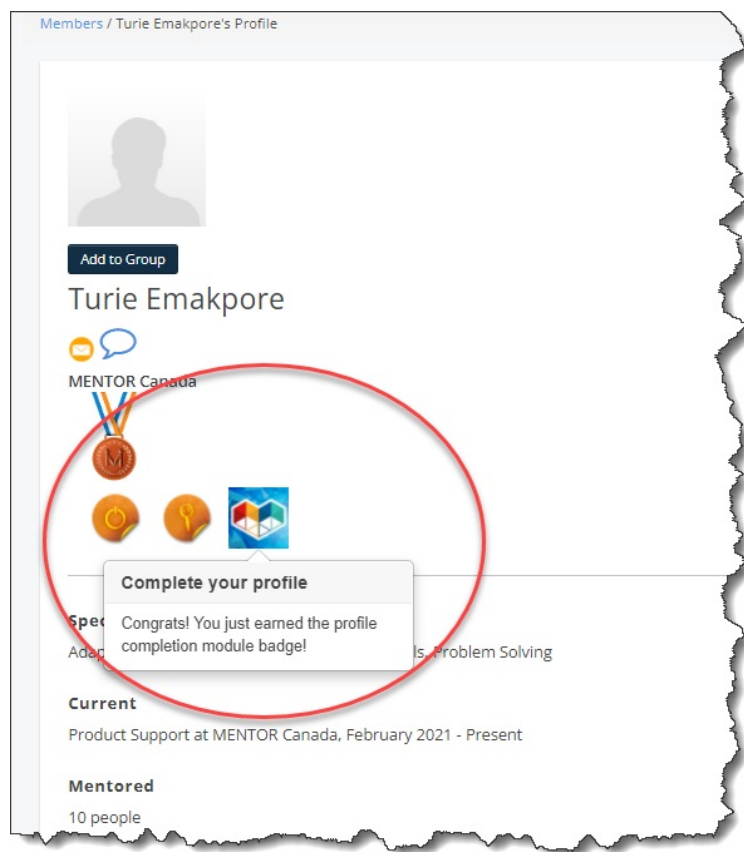 Members / Turie Emakpore's Profile
Add to Group
Turie Emakpore
MENTOR Canada
M
Complete your profile
Congrats! You just earned the profile
completion module badge!
Problem Solving
Current
Product Support at MENTOR Canada, February 2021 - Present
Mentored
10 people